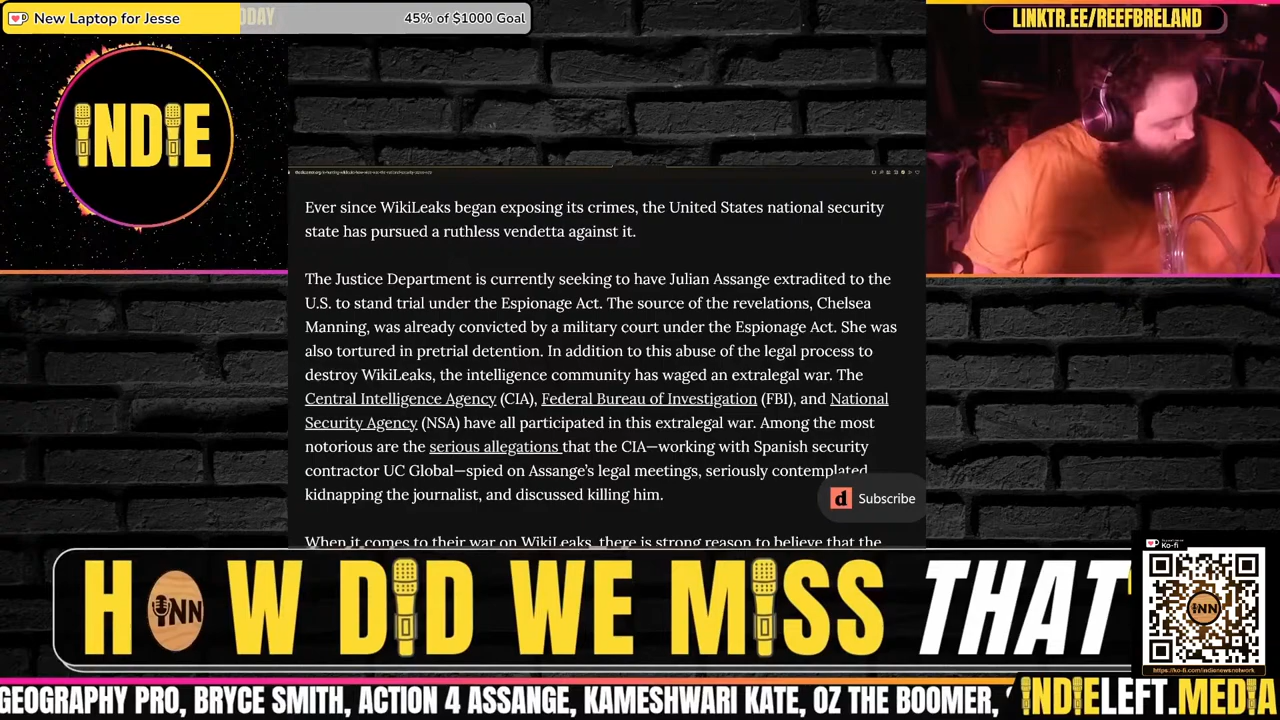 New Laptop for Jesse
ODAY
45% of $1000 Goal
LINKTR.EE/REEFBRELAND
INDIE
Ever since WikiLeaks began exposing its crimes, the United States national security
state has pursued a ruthless vendetta against it.
The Justice Department is currently seeking to have Julian Assange extradited to the
U.S. to stand trial under the Espionage Act. The source of the revelations, Chelsea
Manning, was already convicted by a military court under the Espionage Act. She was
also tortured in pretrial detention. In addition to this abuse of the legal process to
destroy WikiLeaks, the intelligence community has waged an extralegal war. The
Central Intelligence Agency (CIA), Federal Bureau of Investigation (FBI), and National
Security Agency (NSA) have all participated in this extralegal war. Among the most
notorious are the serious allegations that the CIA—working with Spanish security
contractor UC Global—spied on Assange's legal meetings, seriously contemplated
kidnapping the journalist, and discussed killing him.
d Subscribe
When it comes to their war on WikiLeaks, there is strong reason to believe that the
HOW DID WE MISS THAT
INN
Ko-fi
INN
https://ko-fi.com/indienewsnetwork
GEOGRAPHY PRO, BRYCE SMITH, ACTION 4 ASSANGE, KAMESHWARI KATE, OZ THE BOOMER,
INDIELEFT.MEDIA